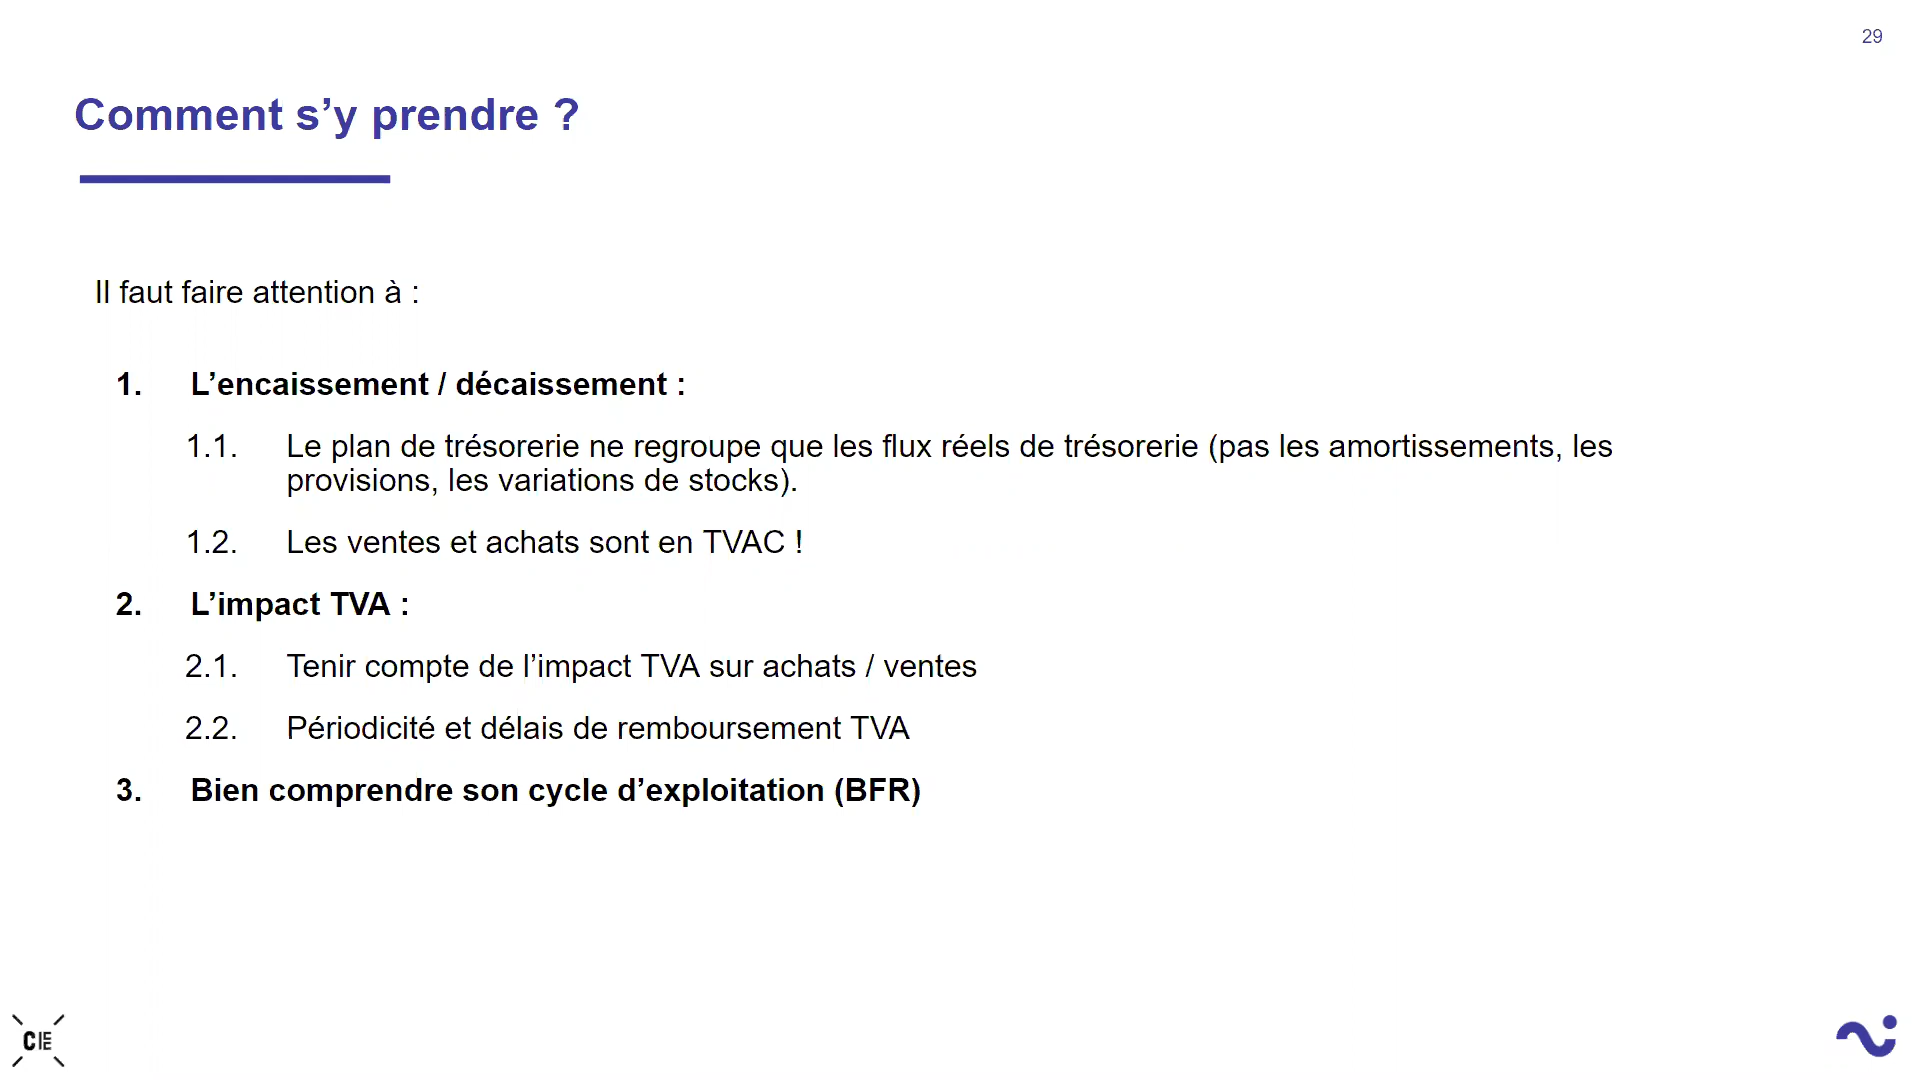 29
Comment s’y prendre ?
Il faut faire attention à :
1. L’encaissement / décaissement :
1.1. Le plan de trésorerie ne regroupe que les flux réels de trésorerie (pas les amortissements, les
provisions, les variations de stocks).
1.2. Les ventes et achats sont en TVAC !
2. L’impact TVA :
2.1. Tenir compte de l’impact TVA sur achats / ventes
2.2. Périodicité et délais de remboursement TVA
3. Bien comprendre son cycle d’exploitation (BFR)
CIE